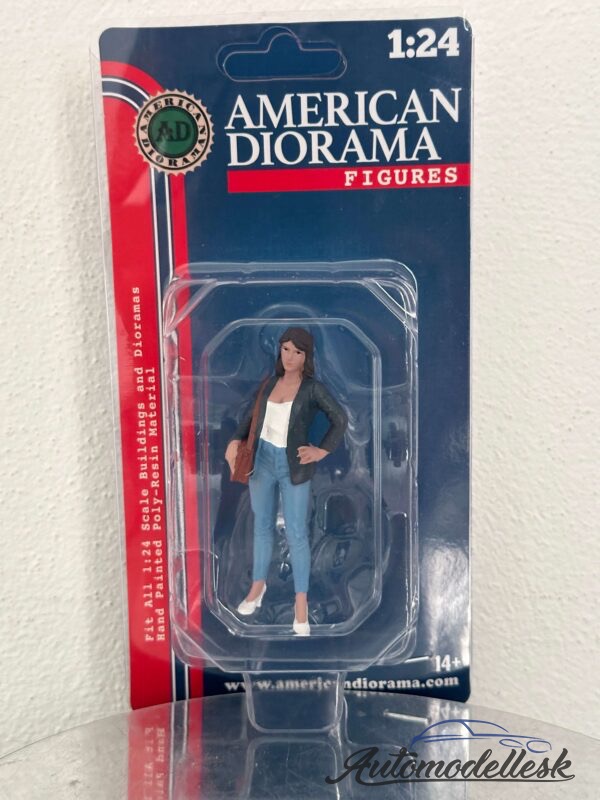 1:24
AMERICAN
DIORAMA
FIGURES
AMERICAN
AD
DIORAMA
Fit All 1:24 Scale Buildings and Dioramas
Hand Painted Poly-Resin Material
14+
www.americandiorama.com
Automodellesk